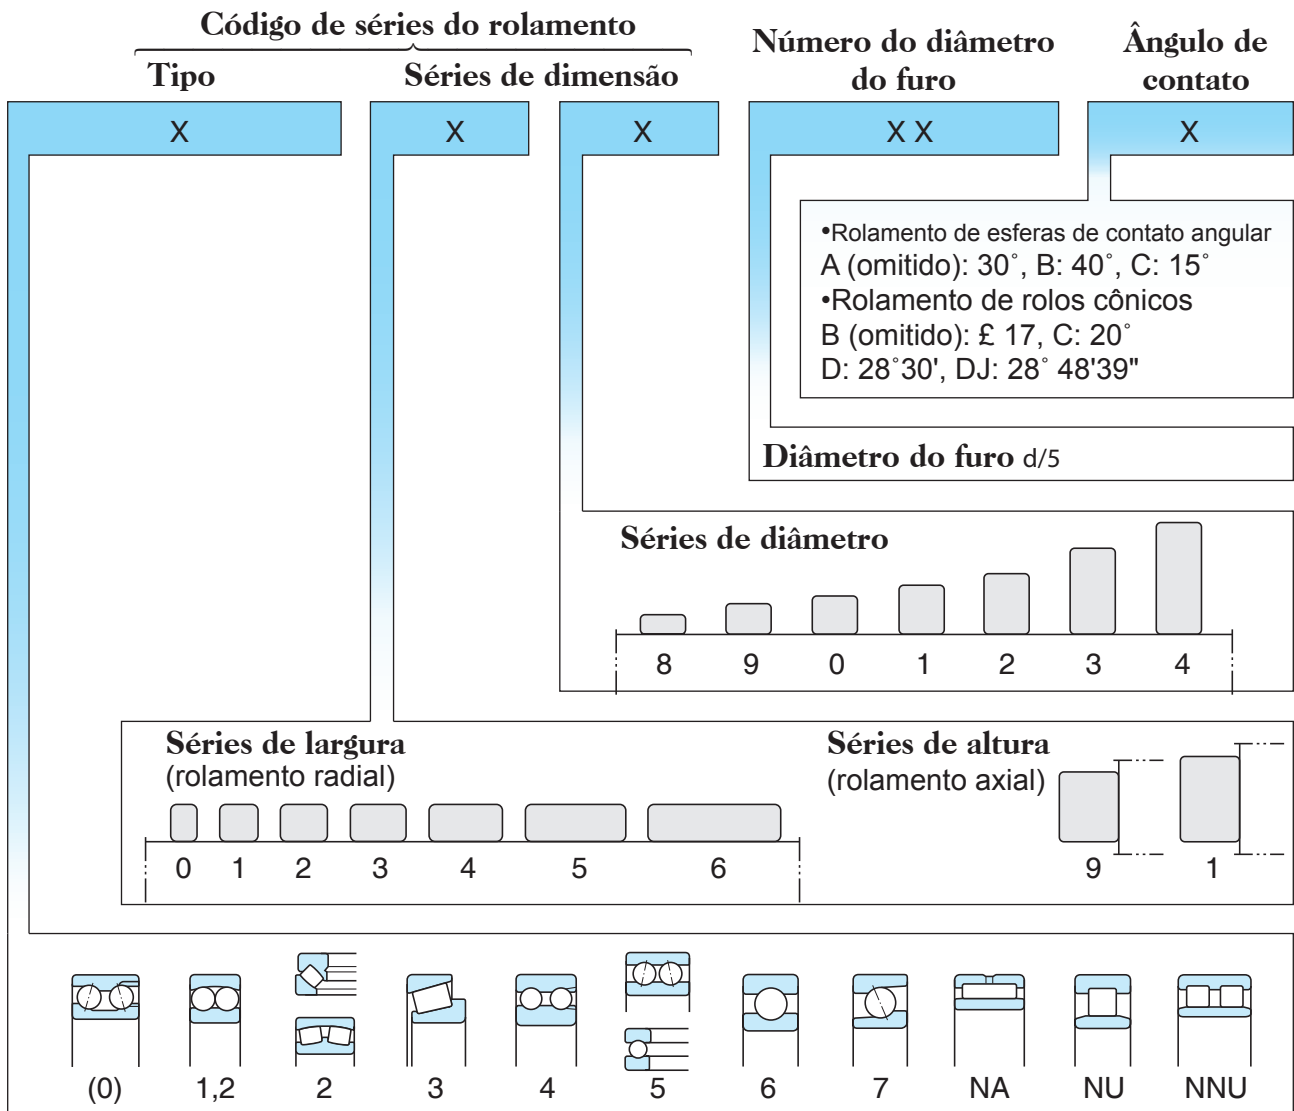 Código de séries do rolamento
Tipo
Séries de dimensão
Número do diâmetro
do furo
Ângulo de
contato
X X X X X X
•Rolamento de esferas de contato angular
A (omitido): 30°, B: 40°, C: 15°
•Rolamento de rolos cônicos
B (omitido): £ 17, C: 20°
D: 28°30', DJ: 28° 48'39"
Diâmetro do furo d/5
Séries de diâmetro
8 9 0 1 2 3 4
Séries de largura
(rolamento radial)
0 1 2 3 4 5 6
Séries de altura
(rolamento axial)
9 1
(0) 1,2 2 3 4 5 6 7 NA NU NNU